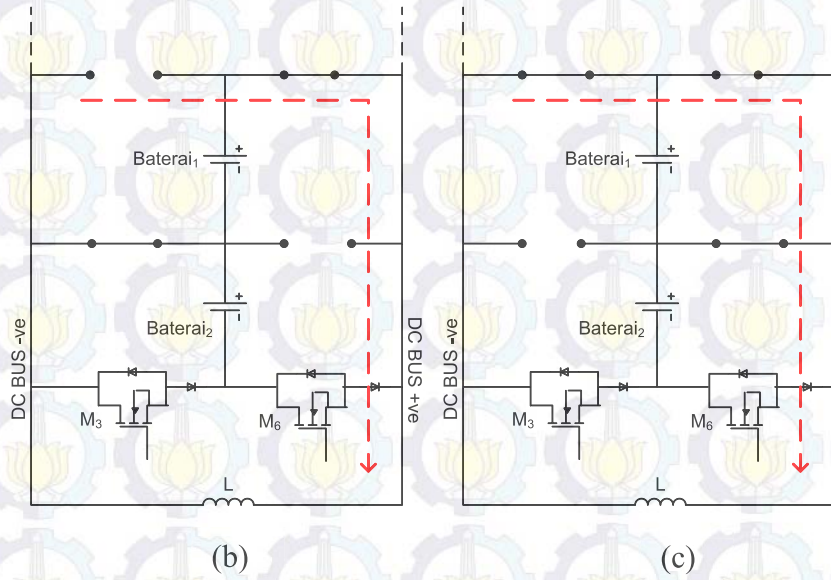 Baterai₁
+
-
Baterai₂
+
-
DC BUS -ve
DC BUS +ve
M₃
M₆
L
(b)
Baterai₁
+
-
Baterai₂
+
-
DC BUS -ve
M₃
M₆
L
(c)